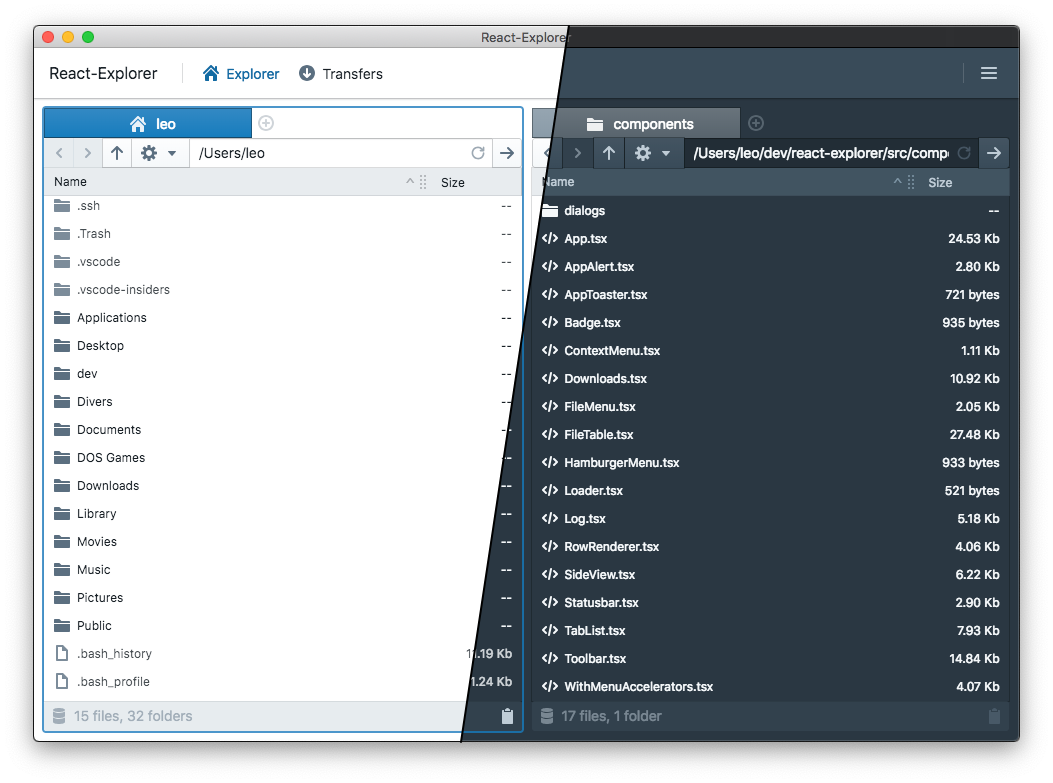 React-Explorer
React-Explorer Explorer Transfers
leo
/Users/leo
Name Size
.ssh --
.Trash --
.vscode --
.vscode-insiders --
Applications --
Desktop --
dev --
Divers --
Documents --
DOS Games --
Downloads --
Library --
Movies --
Music --
Pictures --
Public --
.bash_history 11.19 Kb
.bash_profile 1.24 Kb
15 files, 32 folders
components
/Users/leo/dev/react-explorer/src/comp
Name Size
dialogs --
App.tsx 24.53 Kb
AppAlert.tsx 2.80 Kb
AppToaster.tsx 721 bytes
Badge.tsx 935 bytes
ContextMenu.tsx 1.11 Kb
Downloads.tsx 10.92 Kb
FileMenu.tsx 2.05 Kb
FileTable.tsx 27.48 Kb
HamburgerMenu.tsx 933 bytes
Loader.tsx 521 bytes
Log.tsx 5.18 Kb
RowRenderer.tsx 4.06 Kb
SideView.tsx 6.22 Kb
Statusbar.tsx 2.90 Kb
TabList.tsx 7.93 Kb
Toolbar.tsx 14.84 Kb
WithMenuAccelerators.tsx 4.07 Kb
17 files, 1 folder